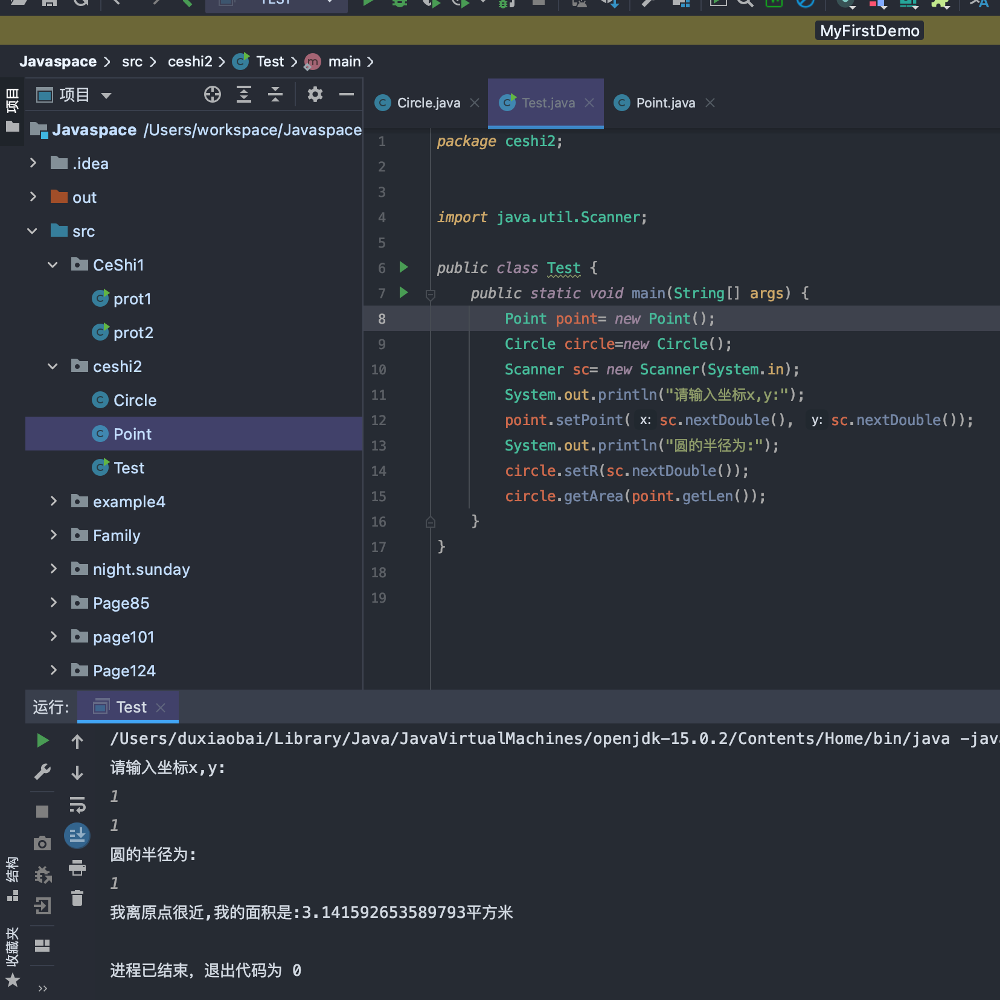 TEST
MyFirstDemo
Javaspace > src > ceshi2 > Test > main >
项目
项目
Javaspace /Users/workspace/Javaspace
.idea
out
src
CeShi1
prot1
prot2
ceshi2
Circle
Point
Test
example4
Family
night.sunday
Page85
page101
Page124
Circle.java
Test.java
Point.java
1 package ceshi2;
2
3
4 import java.util.Scanner;
5
6 public class Test {
7 public static void main(String[] args) {
8 Point point= new Point();
9 Circle circle=new Circle();
10 Scanner sc= new Scanner(System.in);
11 System.out.println("请输入坐标x,y:");
12 point.setPoint( x: sc.nextDouble(), y: sc.nextDouble());
13 System.out.println("圆的半径为:");
14 circle.setR(sc.nextDouble());
15 circle.getArea(point.getLen());
16 }
17 }
18
19
运行: Test
/Users/duxiaobai/Library/Java/JavaVirtualMachines/openjdk-15.0.2/Contents/Home/bin/java -jav
请输入坐标x,y:
1
1
圆的半径为:
1
我离原点很近,我的面积是:3.141592653589793平方米
进程已结束，退出代码为 0
结构
收藏夹